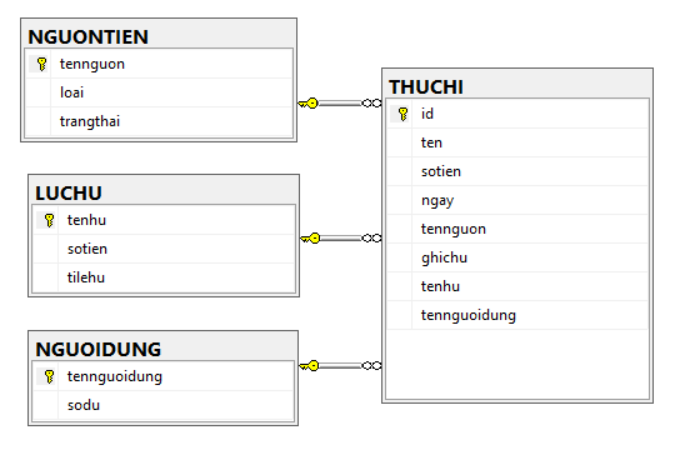 NGUONTIEN
tennguon
loai
trangthai
LUCHU
tenhu
sotien
tilehu
NGUOIDUNG
tennguoidung
sodu
THUCHI
id
ten
sotien
ngay
tennguon
ghichu
tenhu
tennguoidung